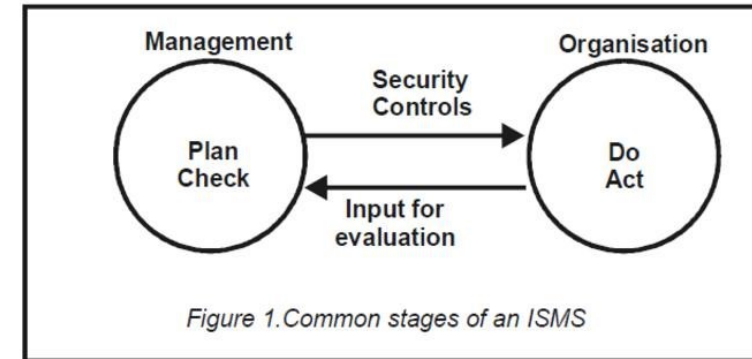 Management
Organisation
Security
Controls
Plan
Check
Do
Act
Input for
evaluation
Figure 1.Common stages of an ISMS